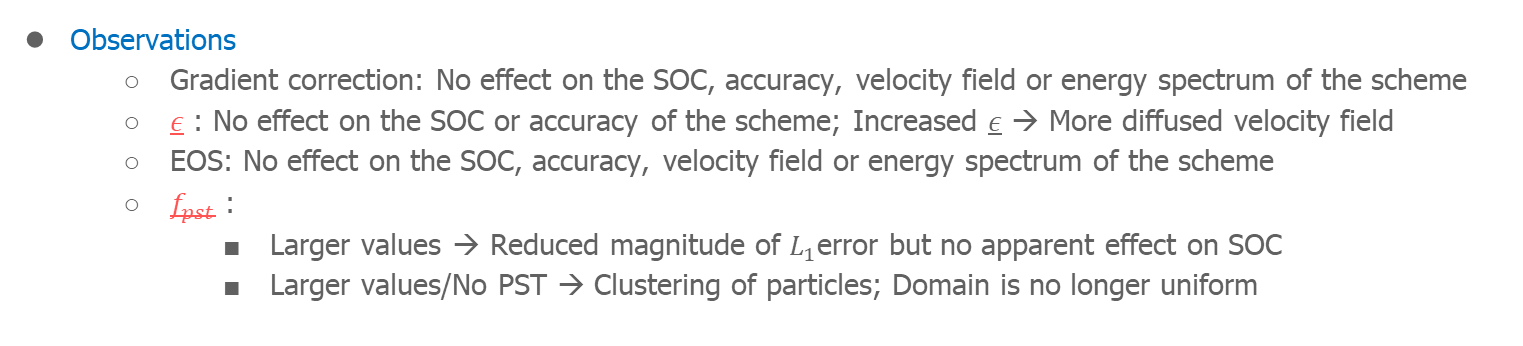 ● Observations
○ Gradient correction: No effect on the SOC, accuracy, velocity field or energy spectrum of the scheme
○ ϵ : No effect on the SOC or accuracy of the scheme; Increased ϵ → More diffused velocity field
○ EOS: No effect on the SOC, accuracy, velocity field or energy spectrum of the scheme
○ f_pst :
■ Larger values → Reduced magnitude of L₁ error but no apparent effect on SOC
■ Larger values/No PST → Clustering of particles; Domain is no longer uniform